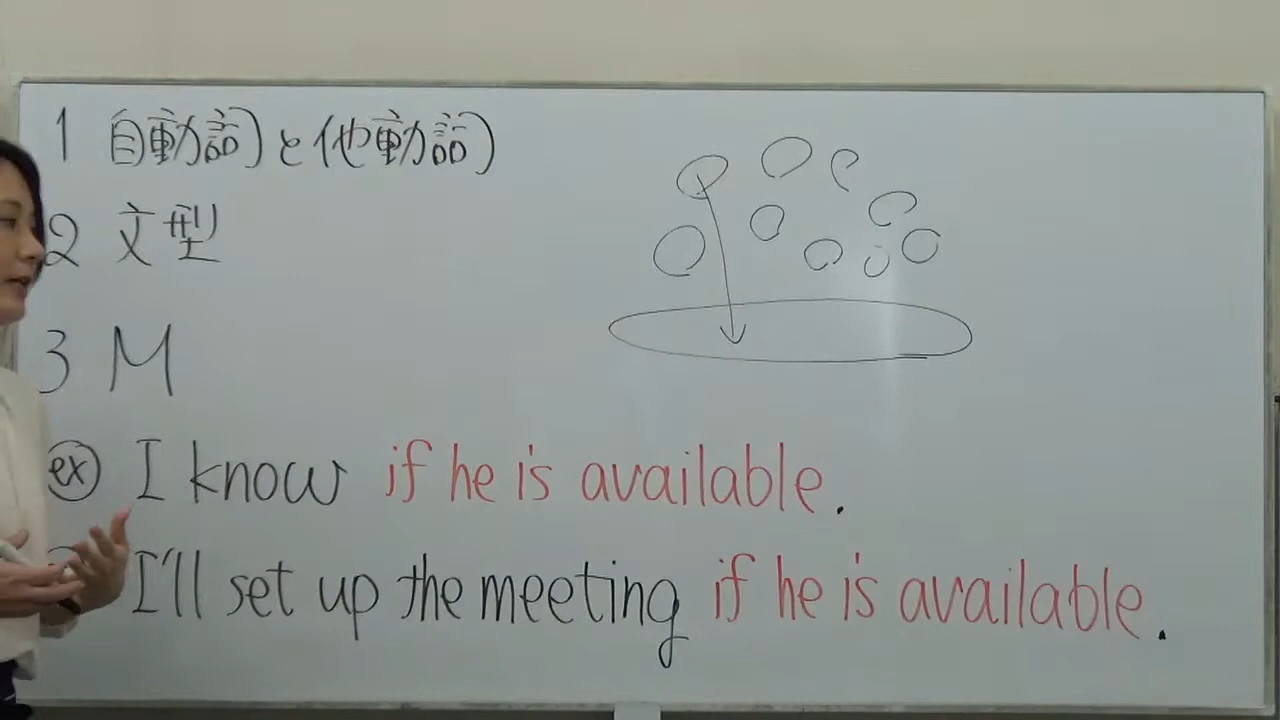 1 自動詞と他動詞
2 文型
3 M
ex I know if he is available.
I'll set up the meeting if he is available.